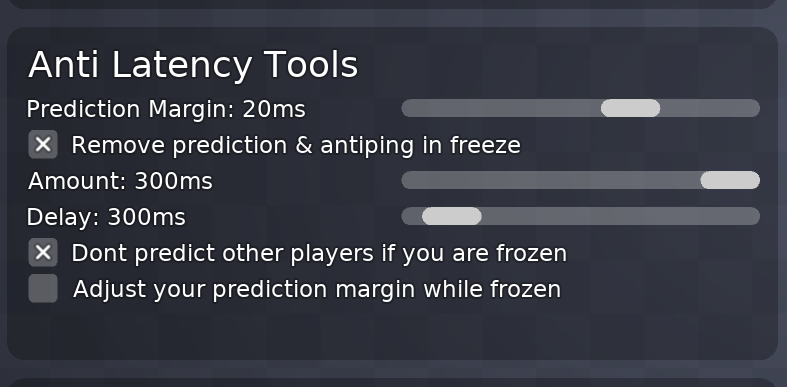 Anti Latency Tools
Prediction Margin: 20ms
Remove prediction & antiping in freeze
Amount: 300ms
Delay: 300ms
Dont predict other players if you are frozen
Adjust your prediction margin while frozen